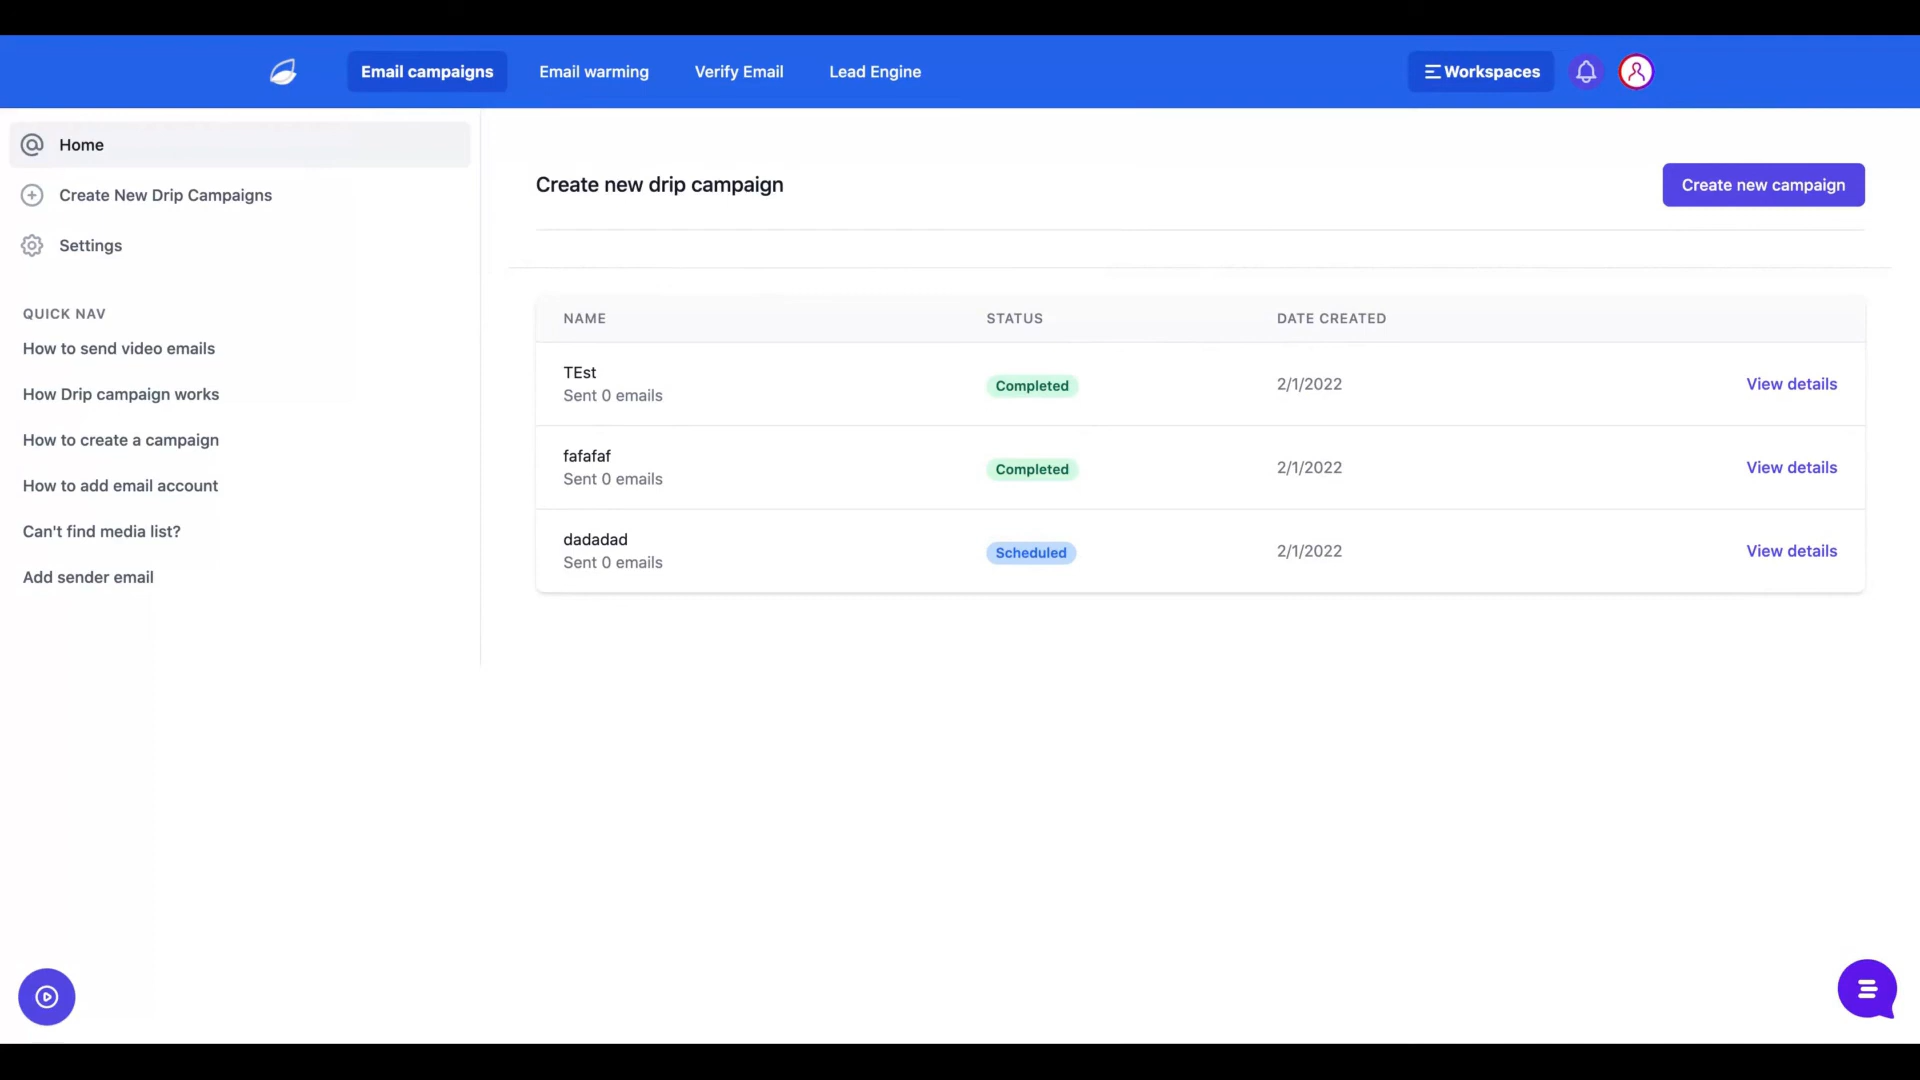 Email campaigns
Email warming
Verify Email
Lead Engine
Workspaces
Home
Create New Drip Campaigns
Settings
QUICK NAV
How to send video emails
How Drip campaign works
How to create a campaign
How to add email account
Can't find media list?
Add sender email
Create new drip campaign
Create new campaign
NAME STATUS DATE CREATED
TEst
Sent 0 emails
Completed
2/1/2022
View details
fafafaf
Sent 0 emails
Completed
2/1/2022
View details
dadadad
Sent 0 emails
Scheduled
2/1/2022
View details